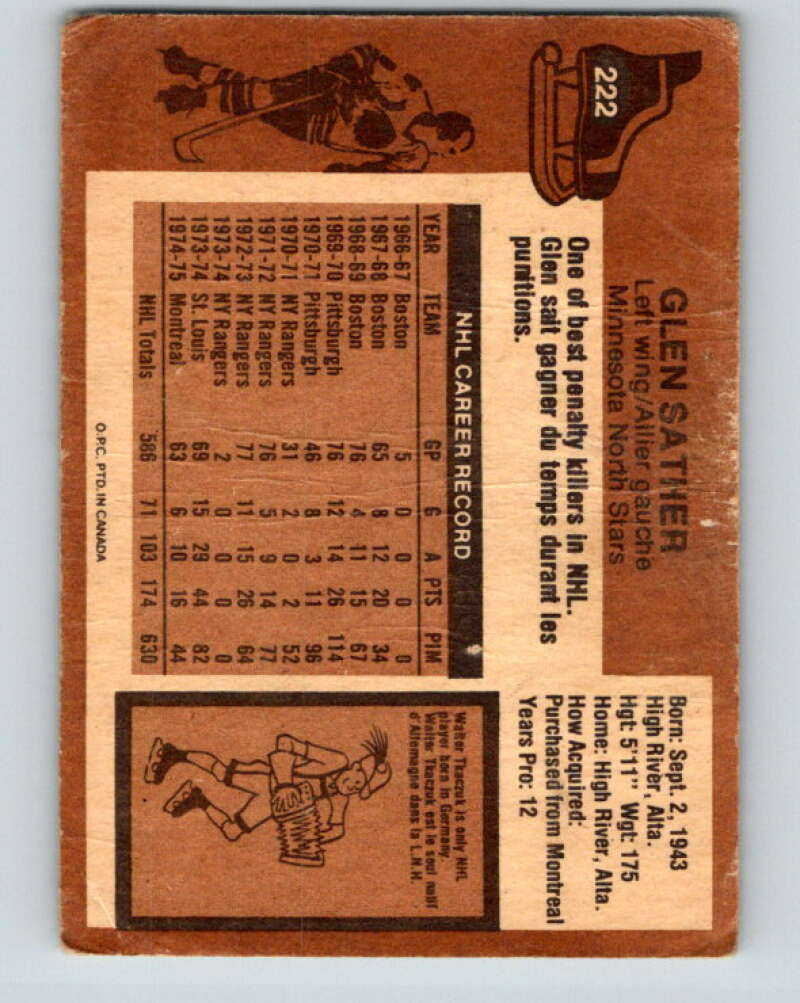 222
GLEN SATHER
Left wing/Ailier gauche
Minnesota North Stars
One of best penalty killers in NHL.
Glen sait gagner du temps durant les
punitions.
Born: Sept. 2, 1943
High River, Alta.
Hgt: 5'11" Wgt: 175
Home: High River, Alta.
How Acquired:
Purchased from Montreal
Years Pro: 12
NHL CAREER RECORD
YEAR TEAM GP G A PTS PIM
1966-67 Boston 5 0 0 0 0
1967-68 Boston 65 8 12 20 34
1968-69 Boston 76 4 11 15 67
1969-70 Pittsburgh 76 12 14 26 114
1970-71 Pittsburgh 46 8 3 11 96
1970-71 NY Rangers 31 2 0 2 52
1971-72 NY Rangers 76 5 9 14 77
1972-73 NY Rangers 77 11 15 26 64
1973-74 NY Rangers 2 0 0 0 0
1973-74 St. Louis 69 15 29 44 82
1974-75 Montreal 63 6 10 16 44
NHL Totals 586 71 103 174 630
Walter Tkaczuk is only NHL
player born in Germany.
Walter Tkaczuk est le seul natif
d'Allemagne dans la L.N.H.
O.P.C. PTD. IN CANADA